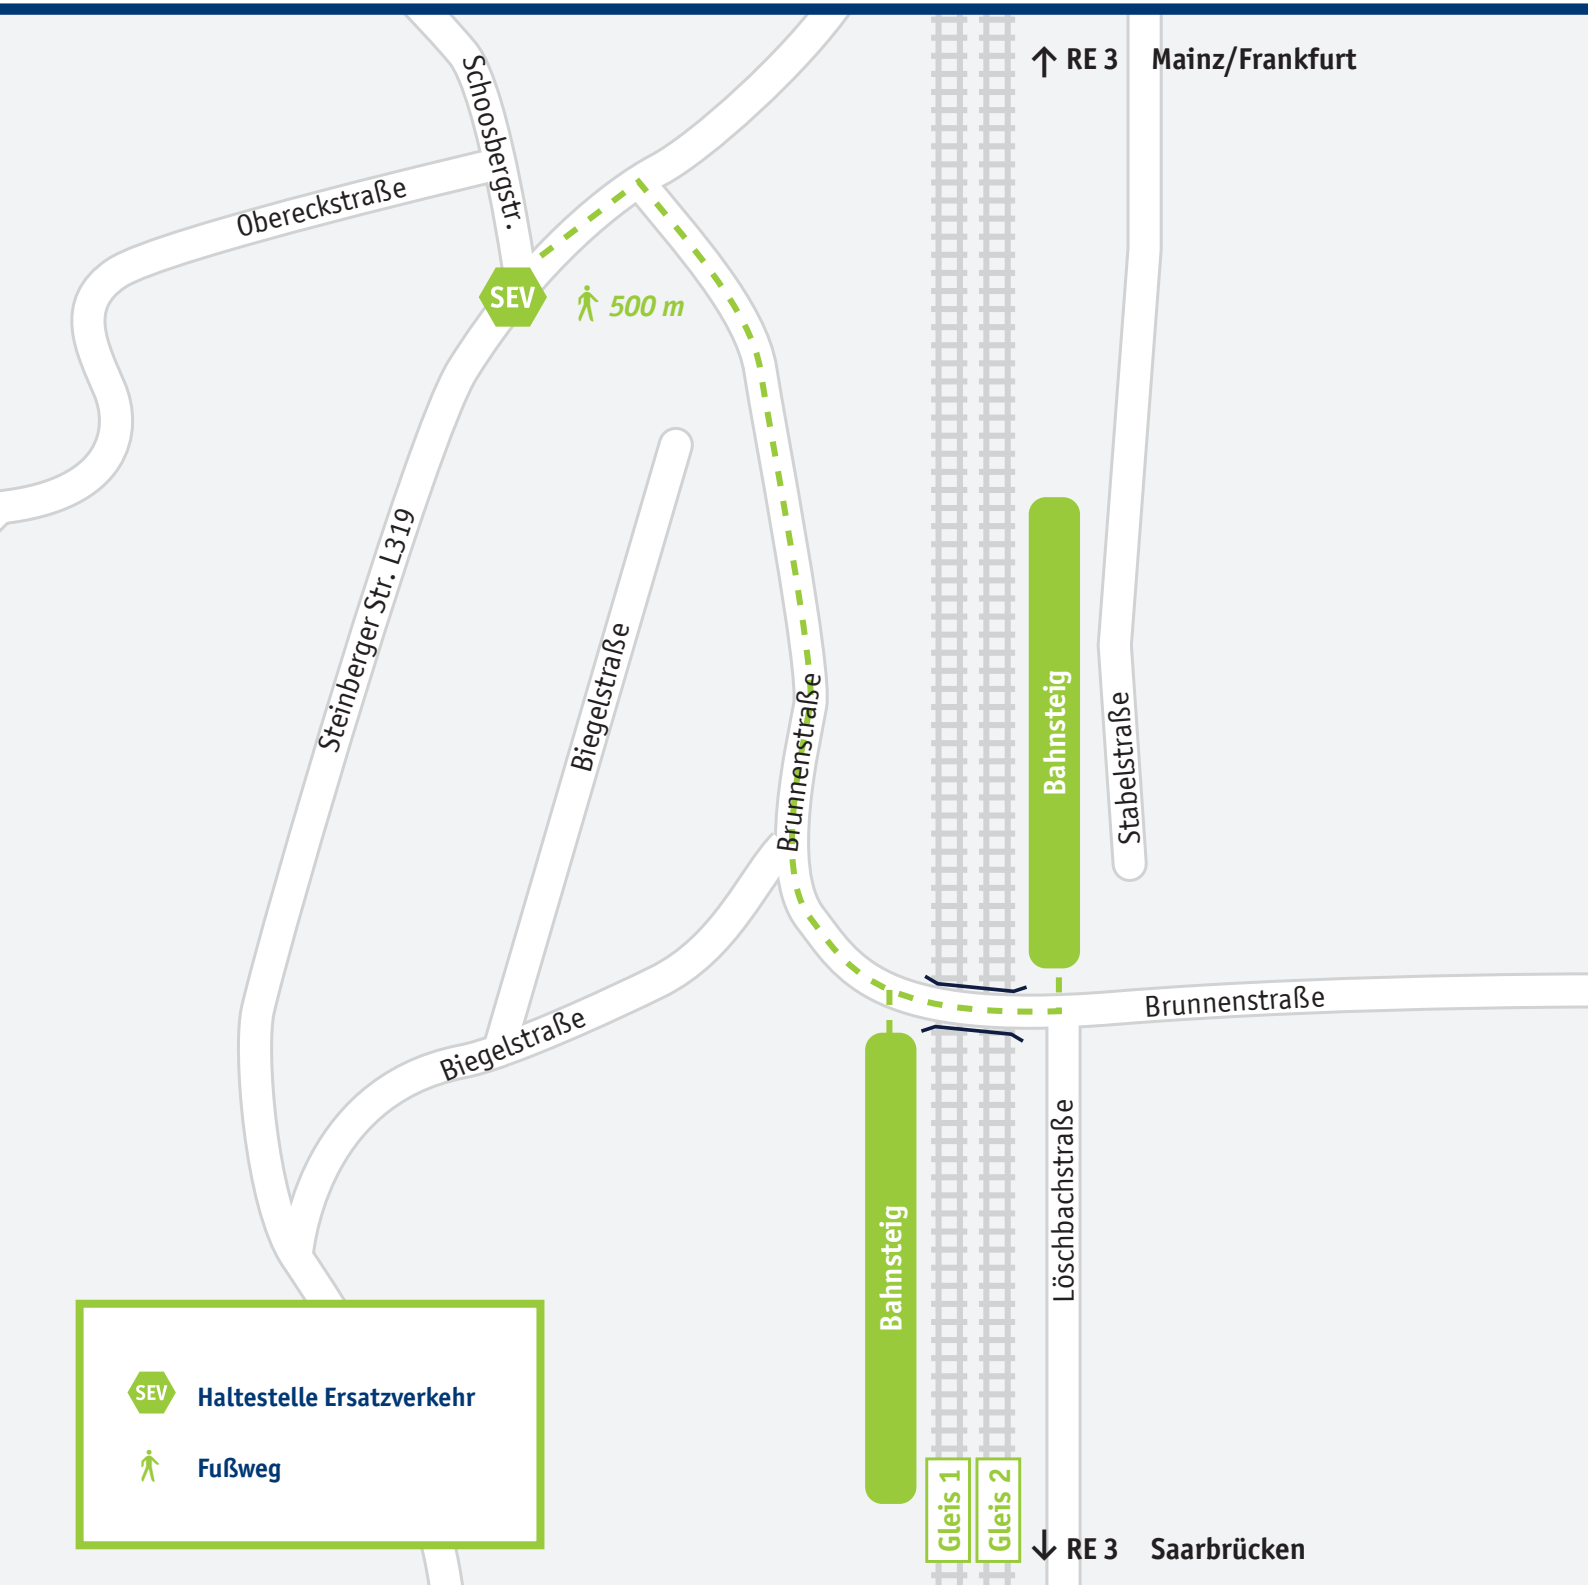 ↑ RE 3 Mainz/Frankfurt
Schoosbergstr.
Obereckstraße
SEV
500 m
Steinberger Str. L319
Biegelstraße
Brunnenstraße
Bahnsteig
Stabelstraße
Brunnenstraße
Biegelstraße
Löschbachstraße
Bahnsteig
SEV Haltestelle Ersatzverkehr
Fußweg
Gleis 1
Gleis 2
↓ RE 3 Saarbrücken